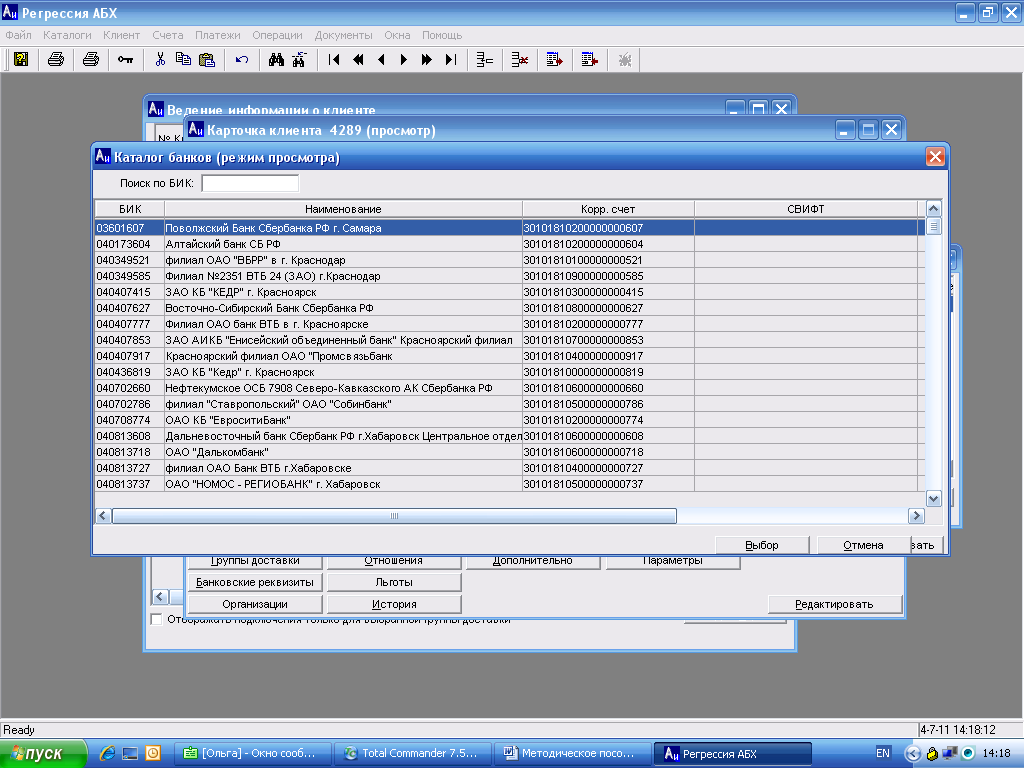 Регрессия АБХ
Файл Каталоги Клиент Счета Платежи Операции Документы Окна Помощь
Ведение информации о клиенте
№ К
Карточка клиента 4289 (просмотр)
Каталог банков (режим просмотра)
Поиск по БИК:
БИК Наименование Корр. счет СВИФТ
03601607 Поволжский Банк Сбербанка РФ г. Самара 30101810200000000607
040173604 Алтайский банк СБ РФ 30101810200000000604
040349521 филиал ОАО "ВБРР" в г. Краснодар 30101810100000000521
040349585 Филиал №2351 ВТБ 24 (ЗАО) г.Краснодар 30101810900000000585
040407415 ЗАО КБ "КЕДР" г. Красноярск 30101810300000000415
040407627 Восточно-Сибирский Банк Сбербанка РФ 30101810800000000627
040407777 Филиал ОАО банк ВТБ в г. Красноярске 30101810200000000777
040407853 ЗАО АИКБ "Енисейский объединенный банк" Красноярский филиал 30101810700000000853
040407917 Красноярский филиал ОАО "Промсвязьбанк 30101810400000000917
040436819 ЗАО КБ "Кедр" г. Красноярск 30101810000000000819
040702660 Нефтекумское ОСБ 7908 Северо-Кавказского АК Сбербанка РФ 30101810600000000660
040702786 филиал "Ставропольский" ОАО "Собинбанк" 30101810500000000786
040708774 ОАО КБ "ЕвроситиБанк" 30101810200000000774
040813608 Дальневосточный банк Сбербанк РФ г.Хабаровск Центральное отдел 30101810600000000608
040813718 ОАО "Далькомбанк" 30101810600000000718
040813727 филиал ОАО Банк ВТБ г.Хабаровске 30101810400000000727
040813737 ОАО "НОМОС - РЕГИОБАНК" г. Хабаровск 30101810500000000737
Выбор Отмена вать
Группы доставки Отношения Дополнительно Параметры
Банковские реквизиты Льготы
Организации История Редактировать
Отображать подключения только для выбранной группы доставки
Ready 4-7-11 14:18:12
пуск [Ольга] - Окно сооб... Total Commander 7.5... Методическое посо... Регрессия АБХ EN 14:18